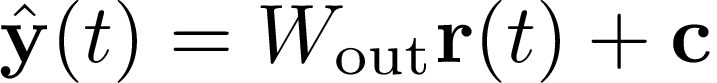 ŷ(t) = W_out r(t) + c